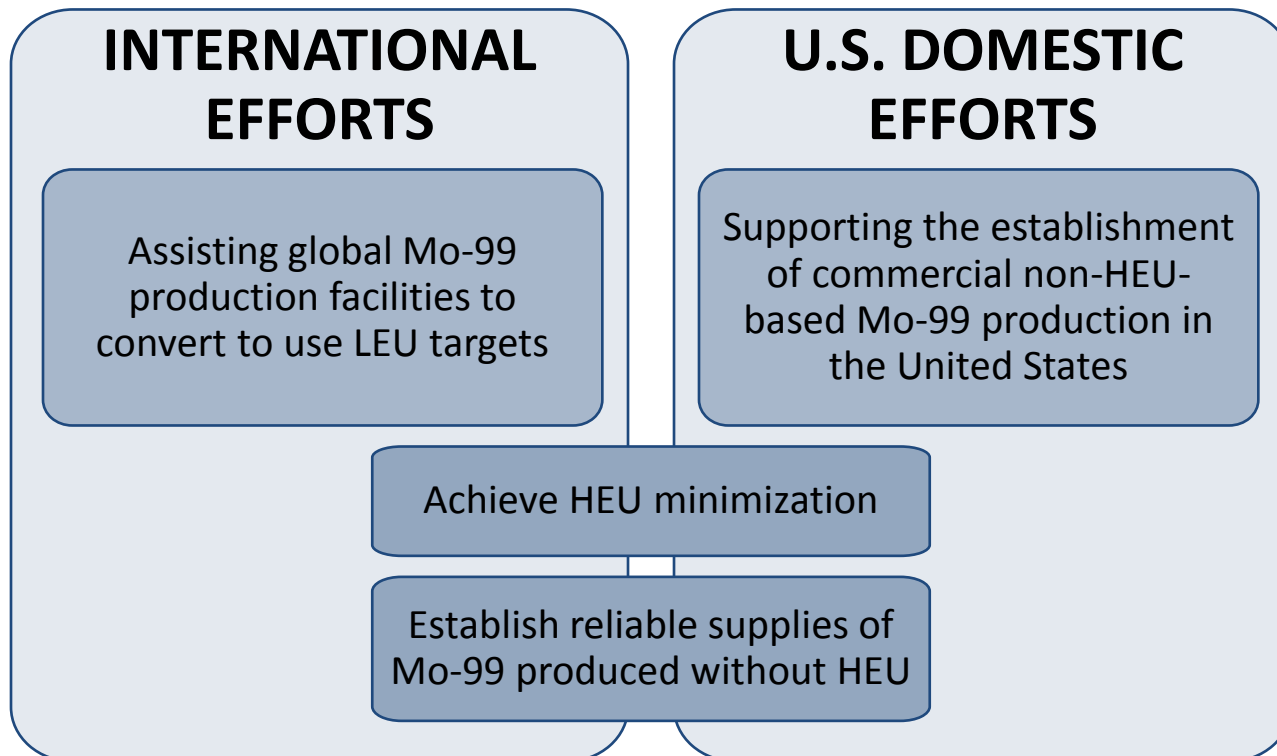 INTERNATIONAL
EFFORTS
Assisting global Mo-99
production facilities to
convert to use LEU targets
U.S. DOMESTIC
EFFORTS
Supporting the establishment
of commercial non-HEU-
based Mo-99 production in
the United States
Achieve HEU minimization
Establish reliable supplies of
Mo-99 produced without HEU